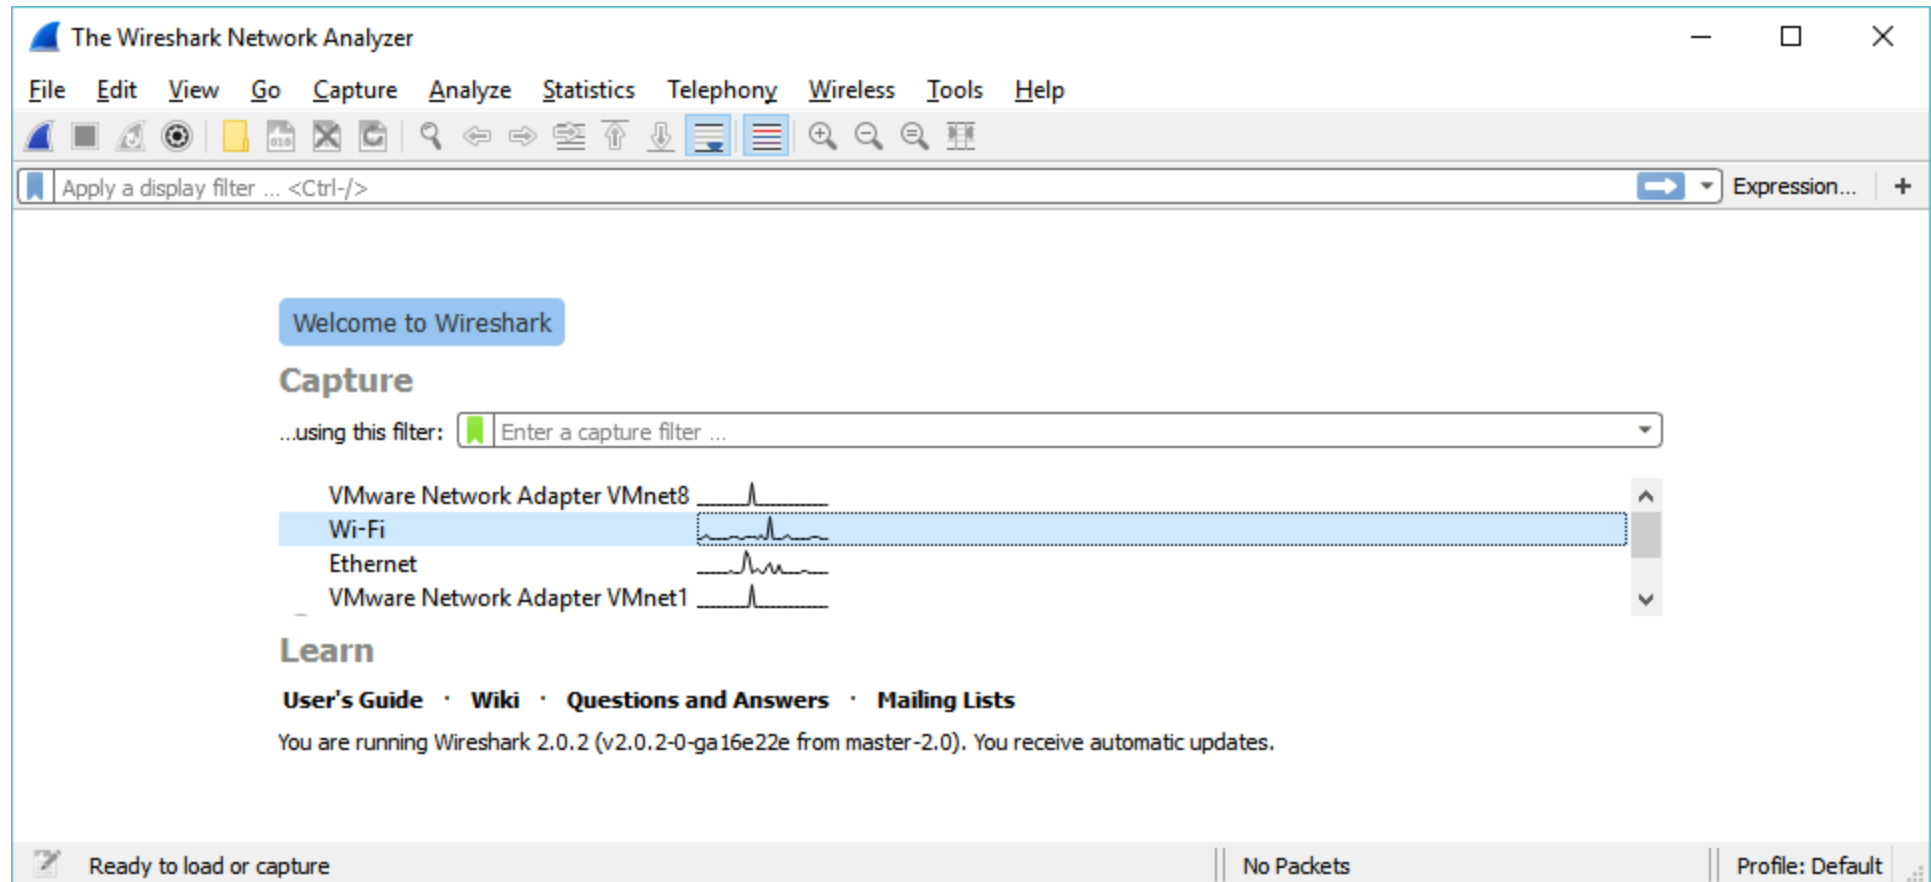 The Wireshark Network Analyzer
File Edit View Go Capture Analyze Statistics Telephony Wireless Tools Help
Apply a display filter ... <Ctrl-/> Expression... +
Welcome to Wireshark
Capture
...using this filter: Enter a capture filter ...
VMware Network Adapter VMnet8
Wi-Fi
Ethernet
VMware Network Adapter VMnet1
Learn
User's Guide · Wiki · Questions and Answers · Mailing Lists
You are running Wireshark 2.0.2 (v2.0.2-0-ga16e22e from master-2.0). You receive automatic updates.
Ready to load or capture No Packets Profile: Default